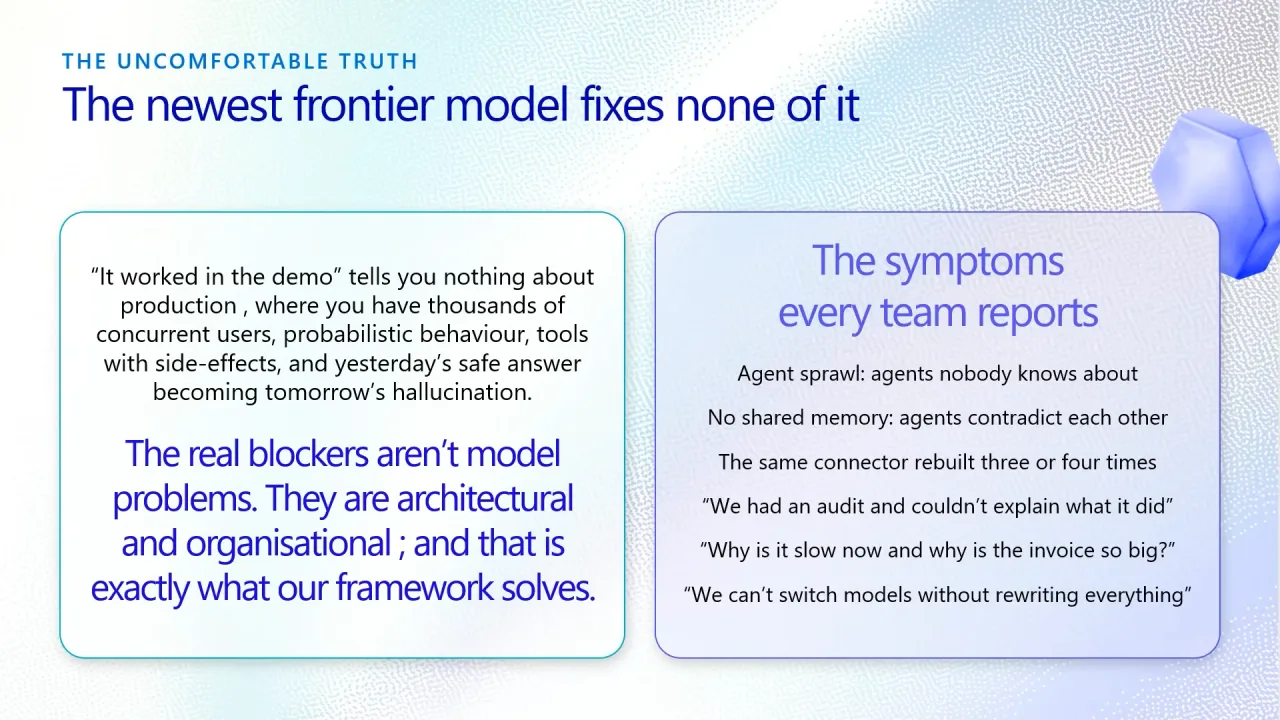 THE UNCOMFORTABLE TRUTH
The newest frontier model fixes none of it
“It worked in the demo” tells you nothing about
production , where you have thousands of
concurrent users, probabilistic behaviour, tools
with side-effects, and yesterday’s safe answer
becoming tomorrow’s hallucination.
The real blockers aren’t model
problems. They are architectural
and organisational ; and that is
exactly what our framework solves.
The symptoms
every team reports
Agent sprawl: agents nobody knows about
No shared memory: agents contradict each other
The same connector rebuilt three or four times
“We had an audit and couldn’t explain what it did”
“Why is it slow now and why is the invoice so big?”
“We can’t switch models without rewriting everything”